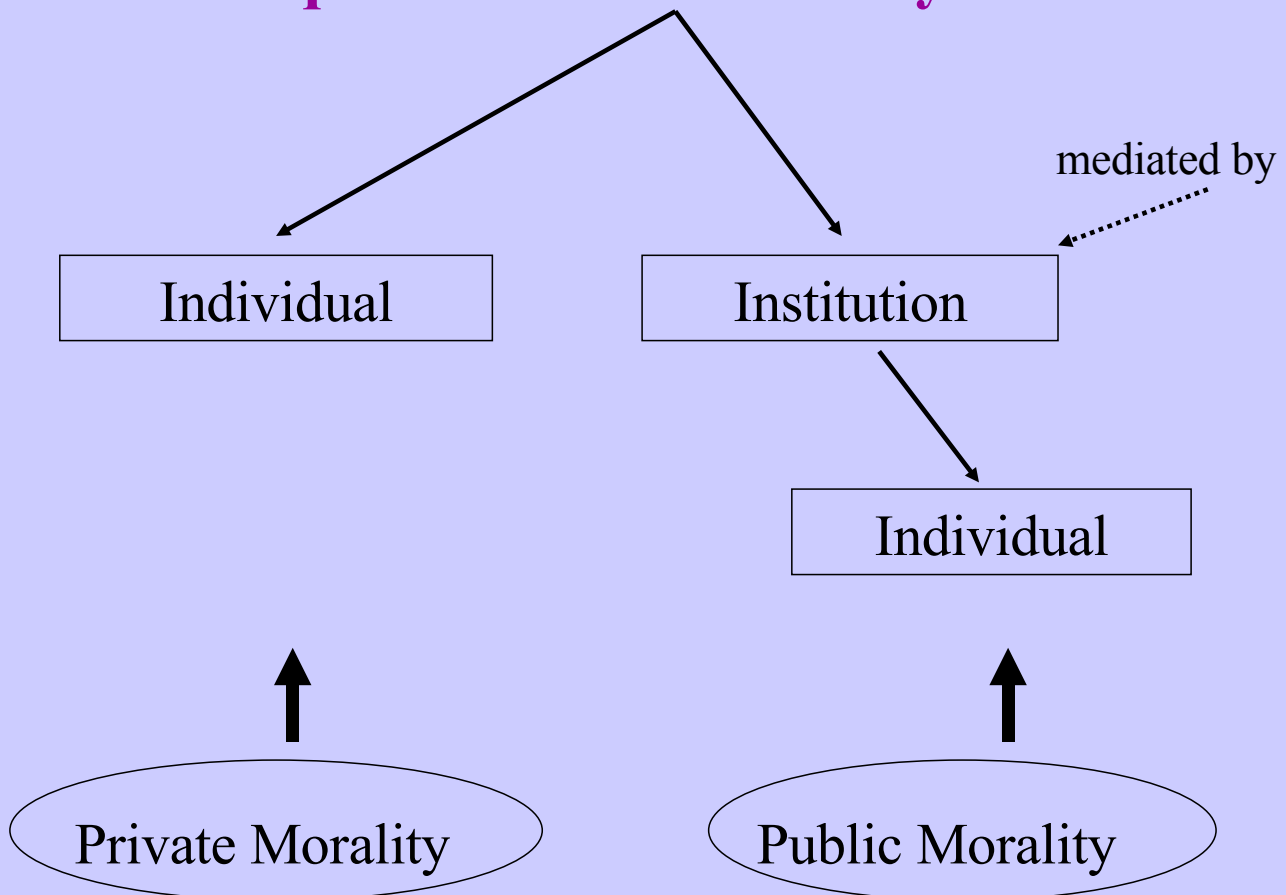 mediated by
Individual
Institution
Individual
Private Morality
Public Morality